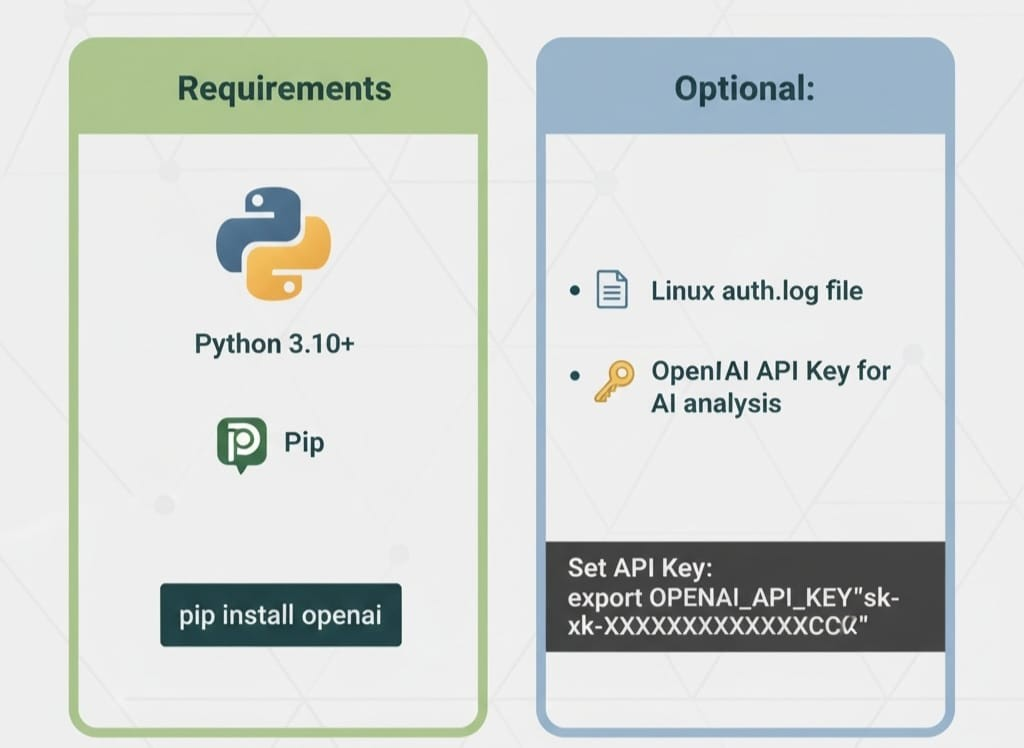 Requirements
Python 3.10+
Pip
pip install openai
Optional:
• Linux auth.log file
• OpenIAI API Key for
AI analysis
Set API Key:
export OPENAI_API_KEY"sk-
xk-XXXXXXXXXXXXXCCC"